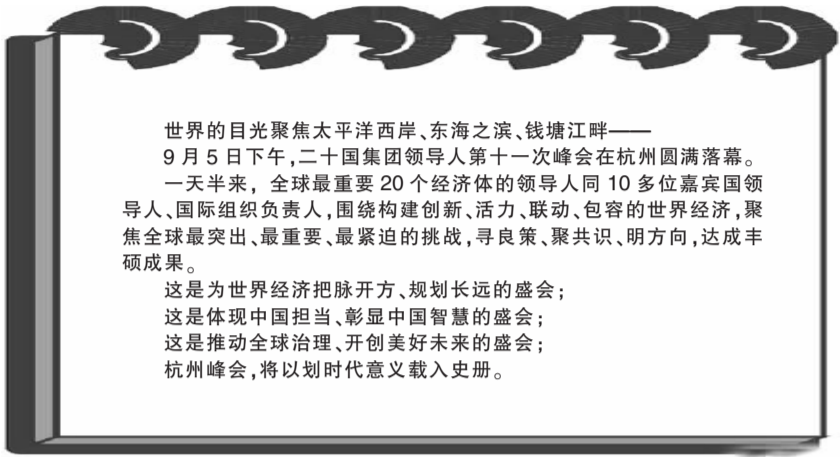 世界的目光聚焦太平洋西岸、东海之滨、钱塘江畔——
9月5日下午,二十国集团领导人第十一次峰会在杭州圆满落幕。
一天半来,全球最重要20个经济体的领导人同10多位嘉宾国领
导人、国际组织负责人,围绕构建创新、活力、联动、包容的世界经济,聚
焦全球最突出、最重要、最紧迫的挑战,寻良策、聚共识、明方向,达成丰
硕成果。
这是为世界经济把脉开方、规划长远的盛会;
这是体现中国担当、彰显中国智慧的盛会;
这是推动全球治理、开创美好未来的盛会;
杭州峰会,将以划时代意义载入史册。